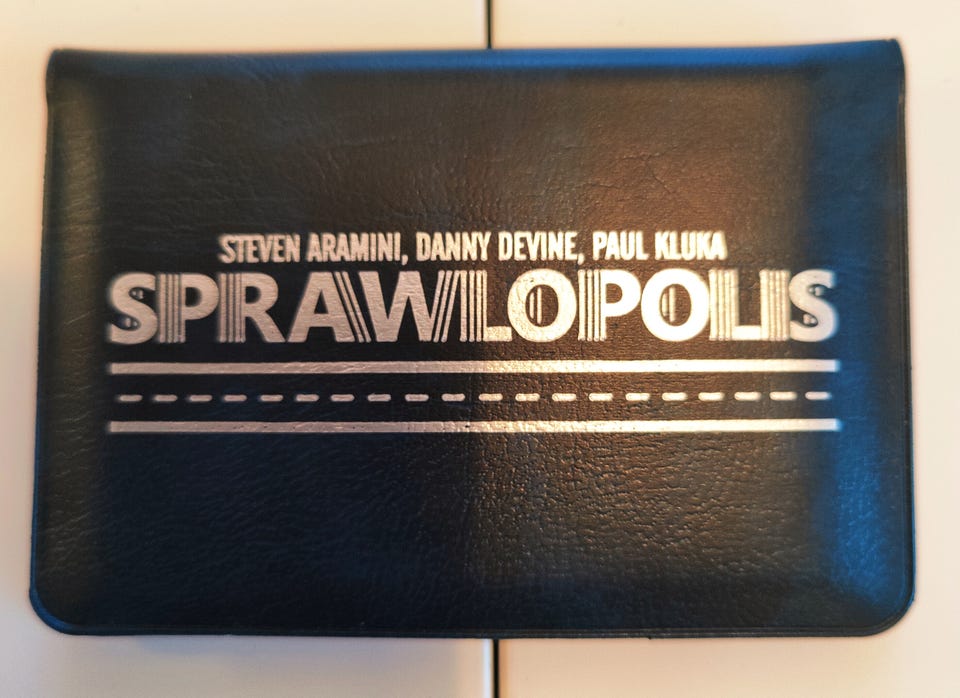 STEVEN ARAMINI, DANNY DEVINE, PAUL KLUKA
SPRAWLOPOLIS